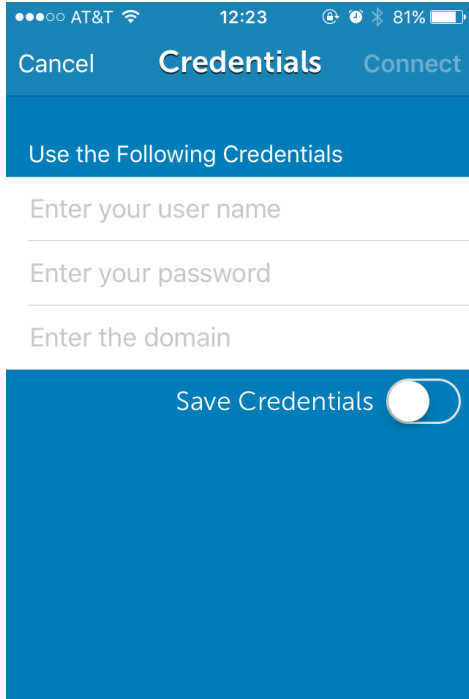 AT&T 12:23 81%
Cancel Credentials Connect
Use the Following Credentials
Enter your user name
Enter your password
Enter the domain
Save Credentials